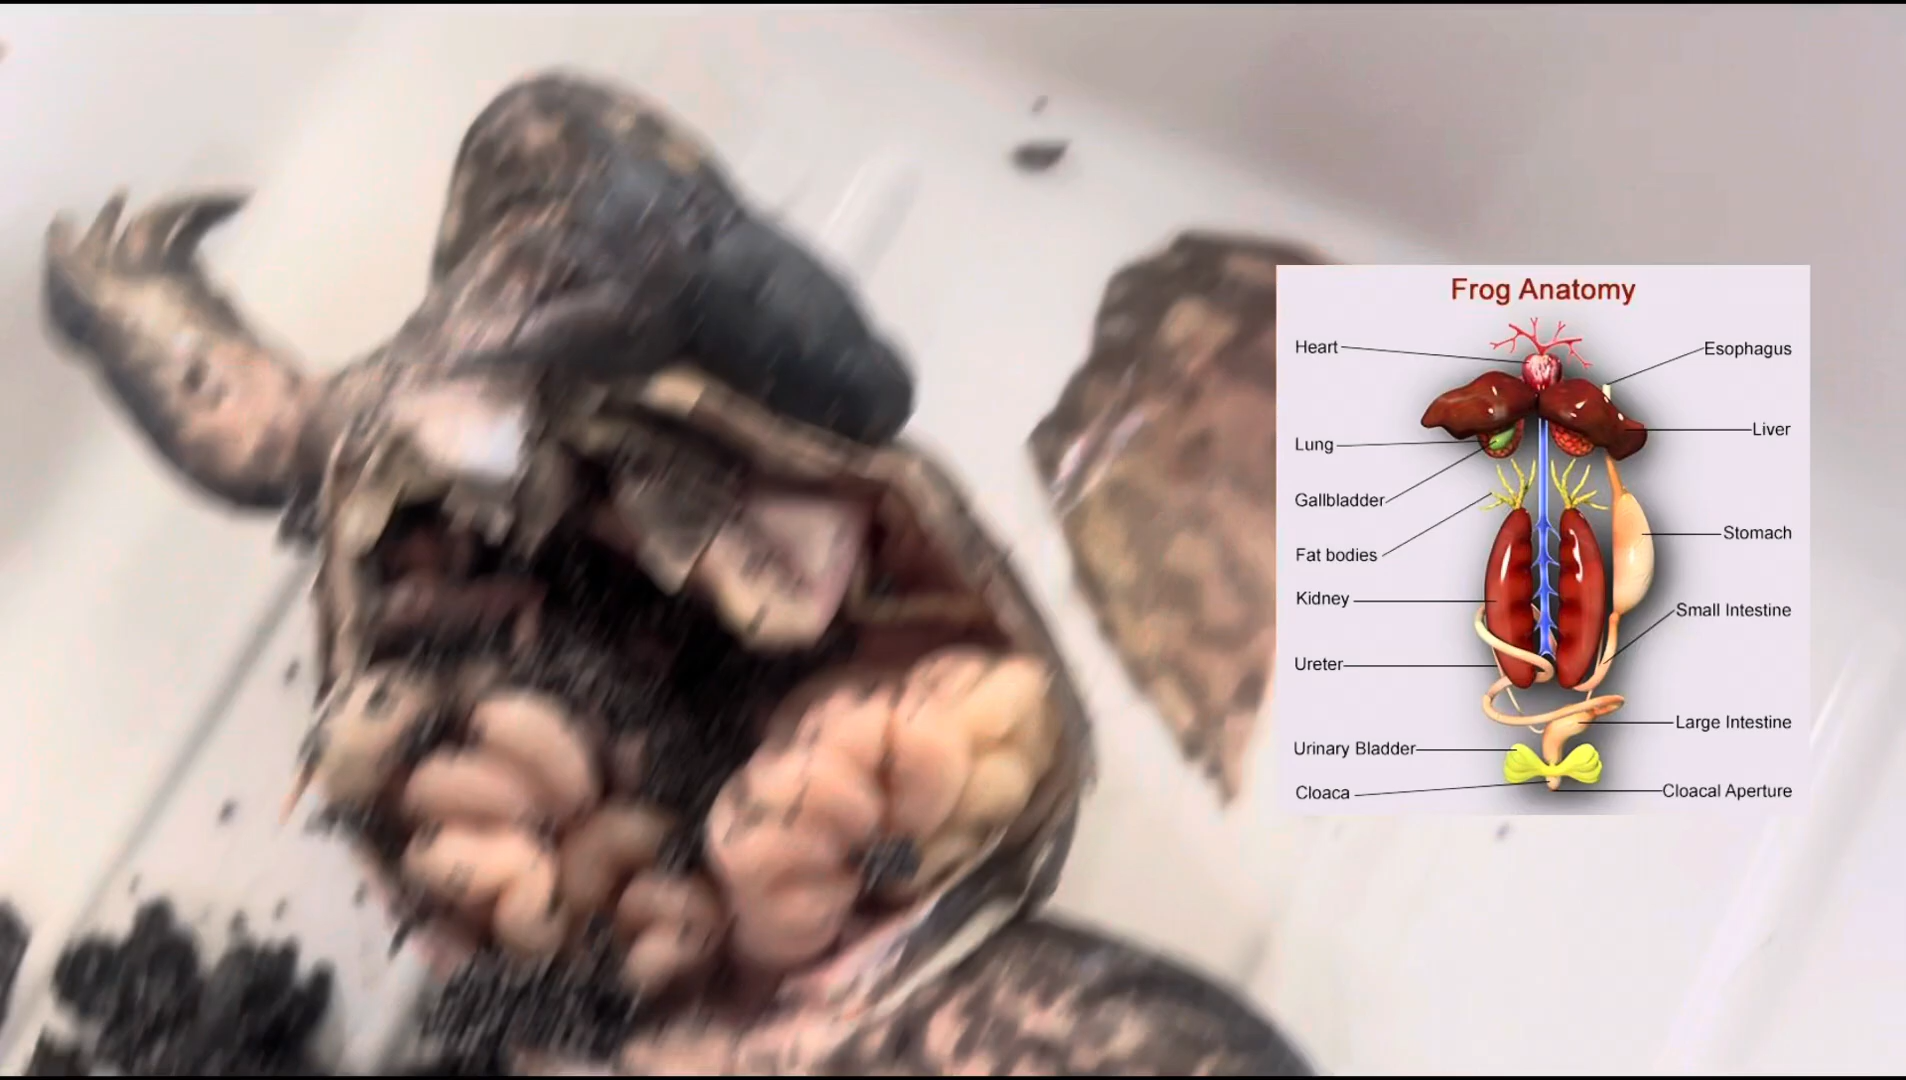 Frog Anatomy
Heart
Esophagus
Liver
Lung
Gallbladder
Stomach
Fat bodies
Kidney
Small Intestine
Ureter
Large Intestine
Urinary Bladder
Cloaca
Cloacal Aperture